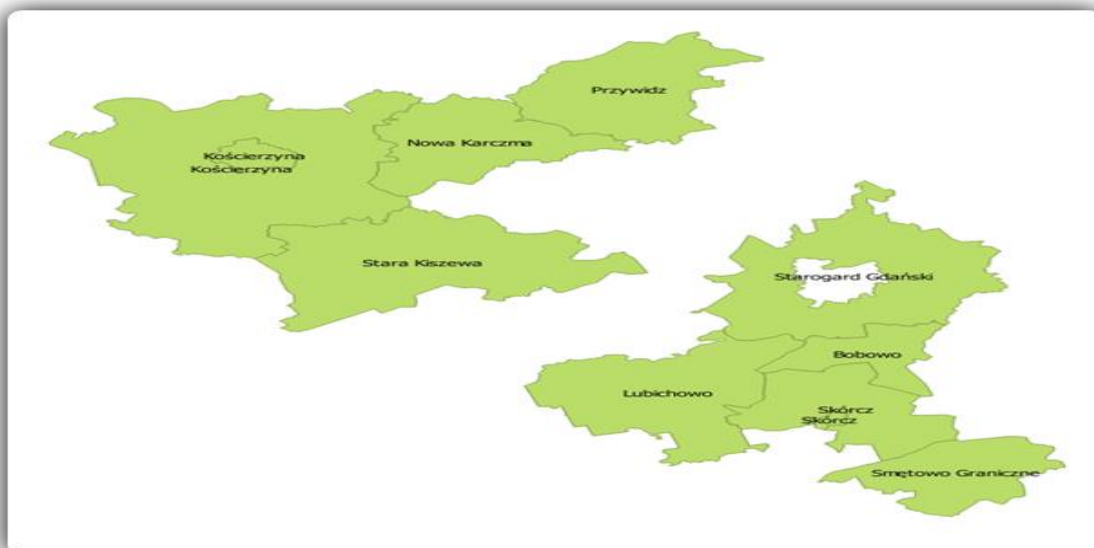 Przywidz
Nowa Karczma
Kościerzyna
Kościerzyna
Stara Kiszewa
Starogard Gdański
Bobowo
Lubichowo
Skórcz
Skórcz
Smętowo Graniczne